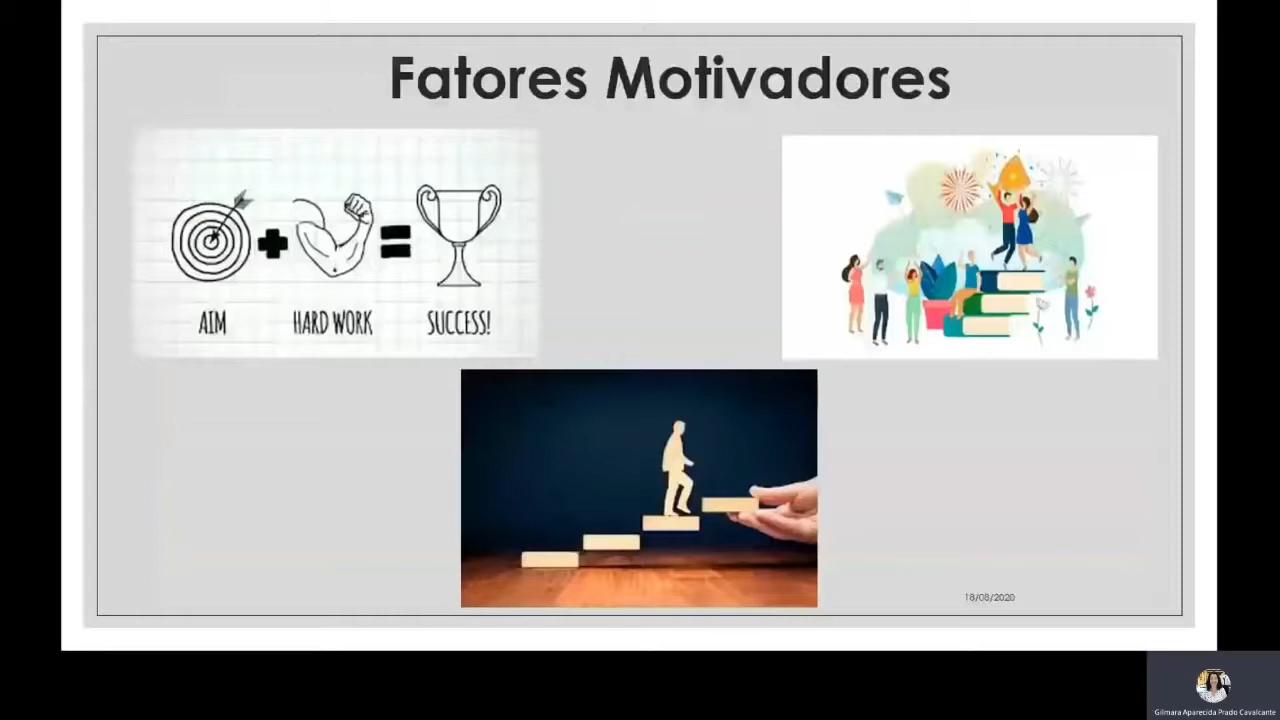 Fatores Motivadores
AIM
HARD WORK
SUCCESS!
18/08/2020
Gilmara Aparecida Prado Cavalcante